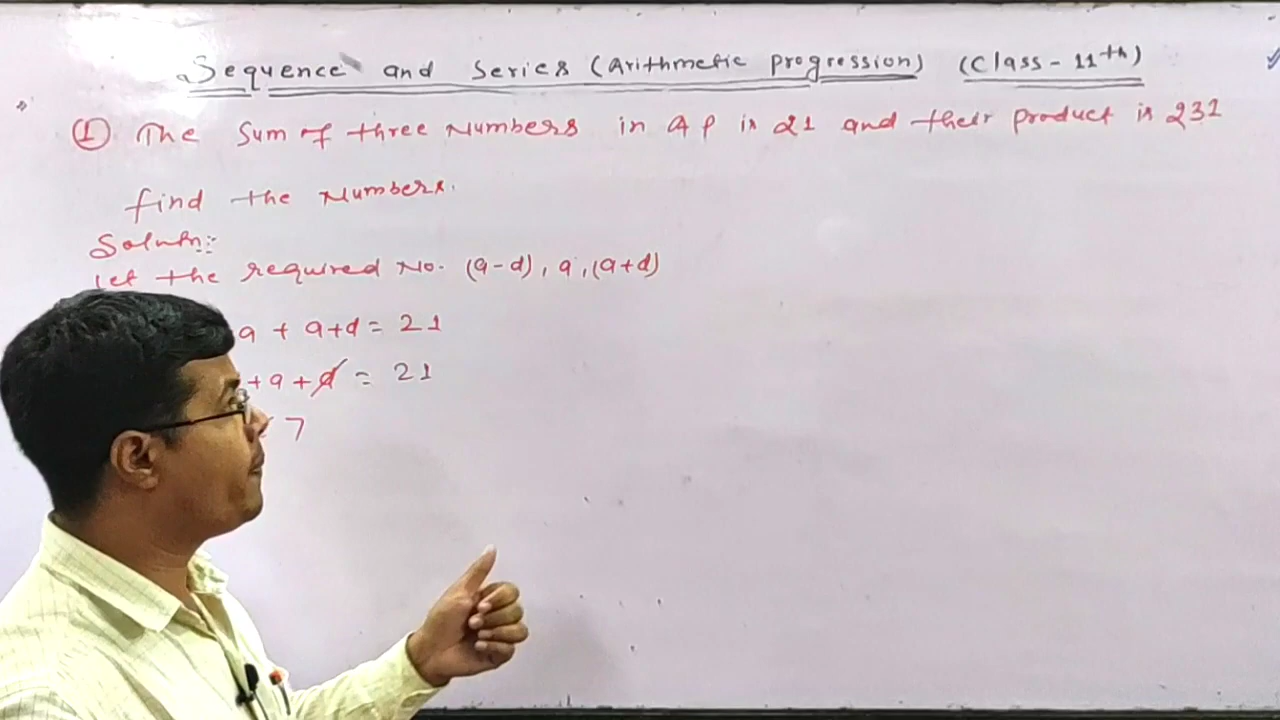 Sequence and Series (Arithmetic progression) (Class-11th)
(1) The Sum of three Numbers in AP is 21 and their product is 231
find the Numbers.
Let the required No. (a-d), a, (a+d)
a + a+d = 21
+a +d = 21
7